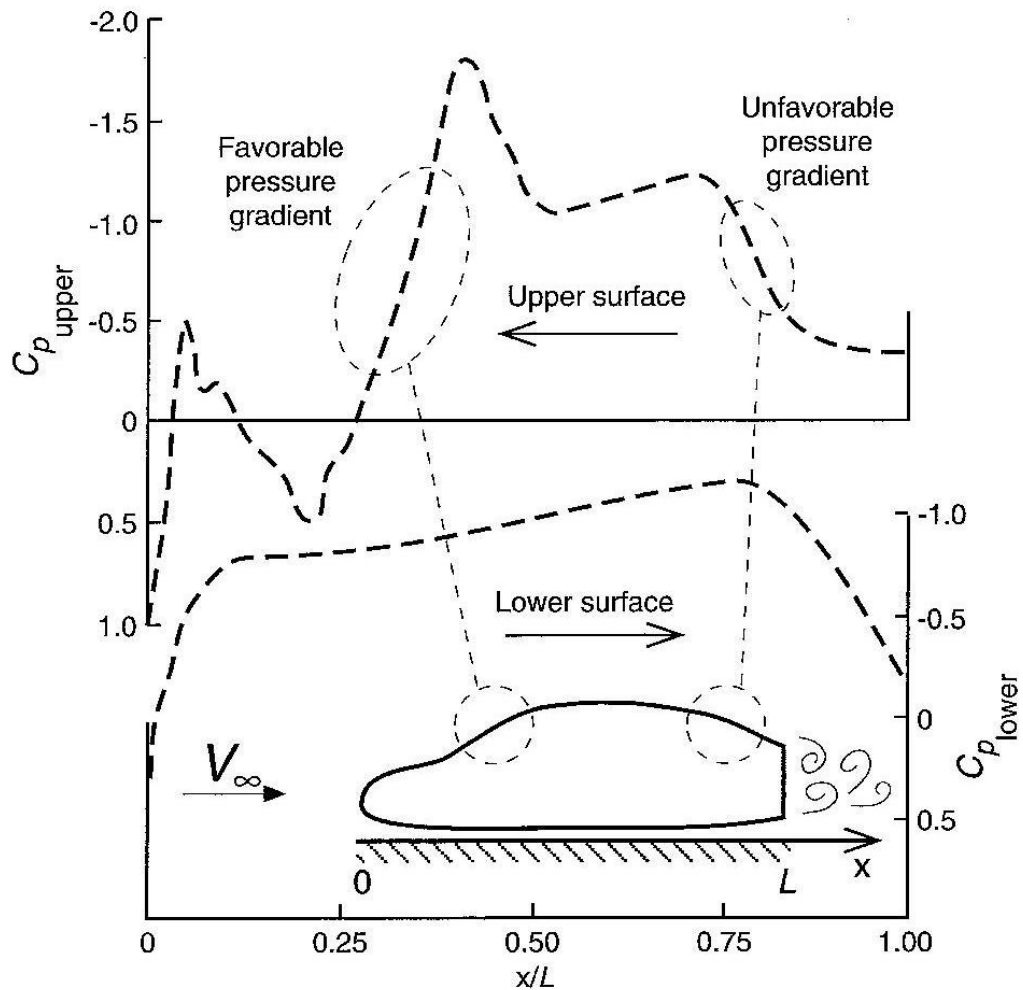 -2.0
-1.5
-1.0
-0.5
0
0.5
1.0
C_p upper
Favorable
pressure
gradient
Unfavorable
pressure
gradient
Upper surface
Lower surface
-1.0
-0.5
0
0.5
C_p lower
V∞
0
L
x
0
0.25
0.50
0.75
1.00
x/L